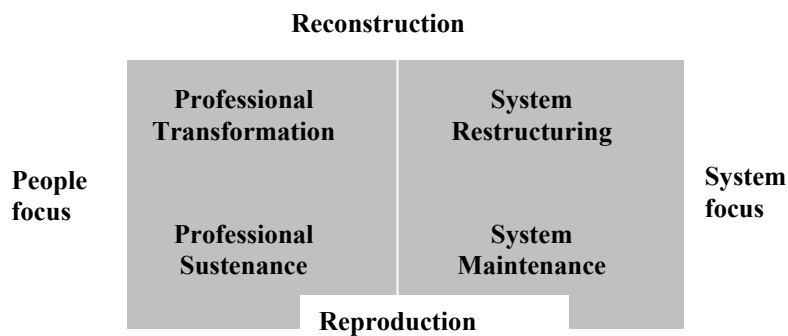 Reconstruction
Professional
Transformation
System
Restructuring
People
focus
System
focus
Professional
Sustenance
System
Maintenance
Reproduction